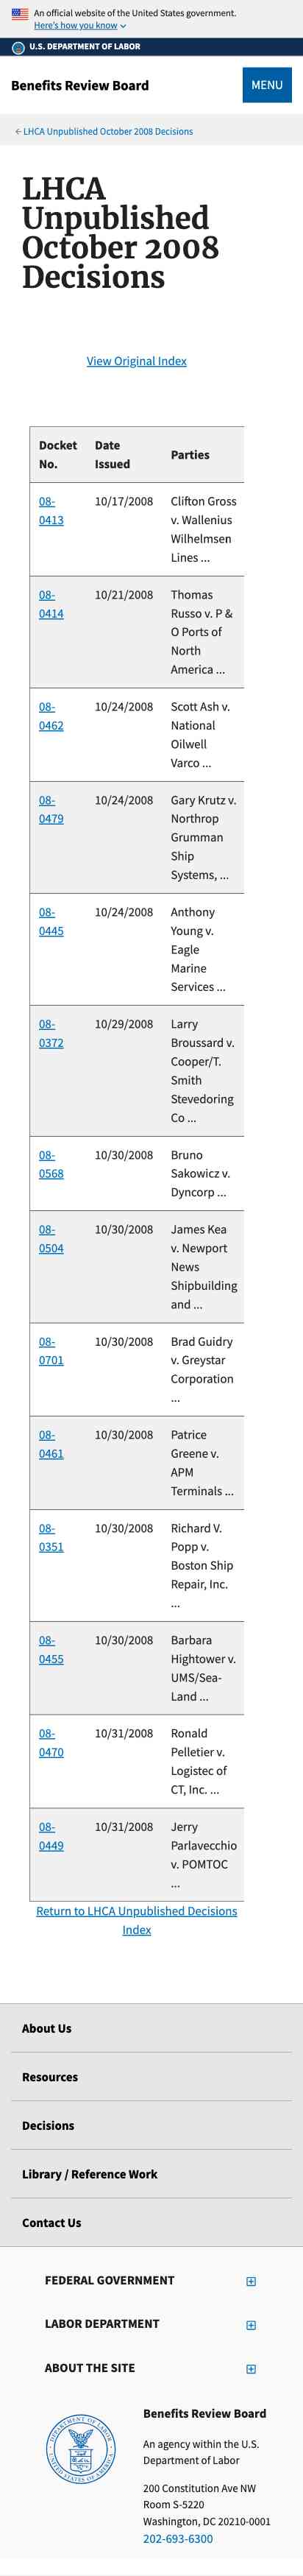 An official website of the United States government.
Here's how you know
U.S. DEPARTMENT OF LABOR
Benefits Review Board
MENU
← LHCA Unpublished October 2008 Decisions
LHCA
Unpublished
October 2008
Decisions
View Original Index
Docket Date
No. Issued Parties
08- 10/17/2008 Clifton Gross
0413 v. Wallenius
Wilhelmsen
Lines ...
08- 10/21/2008 Thomas
0414 Russo v. P &
O Ports of
North
America ...
08- 10/24/2008 Scott Ash v.
0462 National
Oilwell
Varco ...
08- 10/24/2008 Gary Krutz v.
0479 Northrop
Grumman
Ship
Systems, ...
08- 10/24/2008 Anthony
0445 Young v.
Eagle
Marine
Services ...
08- 10/29/2008 Larry
0372 Broussard v.
Cooper/T.
Smith
Stevedoring
Co ...
08- 10/30/2008 Bruno
0568 Sakowicz v.
Dyncorp ...
08- 10/30/2008 James Kea
0504 v. Newport
News
Shipbuilding
and ...
08- 10/30/2008 Brad Guidry
0701 v. Greystar
Corporation
...
08- 10/30/2008 Patrice
0461 Greene v.
APM
Terminals ...
08- 10/30/2008 Richard V.
0351 Popp v.
Boston Ship
Repair, Inc.
...
08- 10/30/2008 Barbara
0455 Hightower v.
UMS/Sea-
Land ...
08- 10/31/2008 Ronald
0470 Pelletier v.
Logistec of
CT, Inc. ...
08- 10/31/2008 Jerry
0449 Parlavecchio
v. POMTOC
...
Return to LHCA Unpublished Decisions
Index
About Us
Resources
Decisions
Library / Reference Work
Contact Us
FEDERAL GOVERNMENT
LABOR DEPARTMENT
ABOUT THE SITE
DEPARTMENT OF LABOR
UNITED STATES OF AMERICA
Benefits Review Board
An agency within the U.S.
Department of Labor
200 Constitution Ave NW
Room S-5220
Washington, DC 20210-0001
202-693-6300